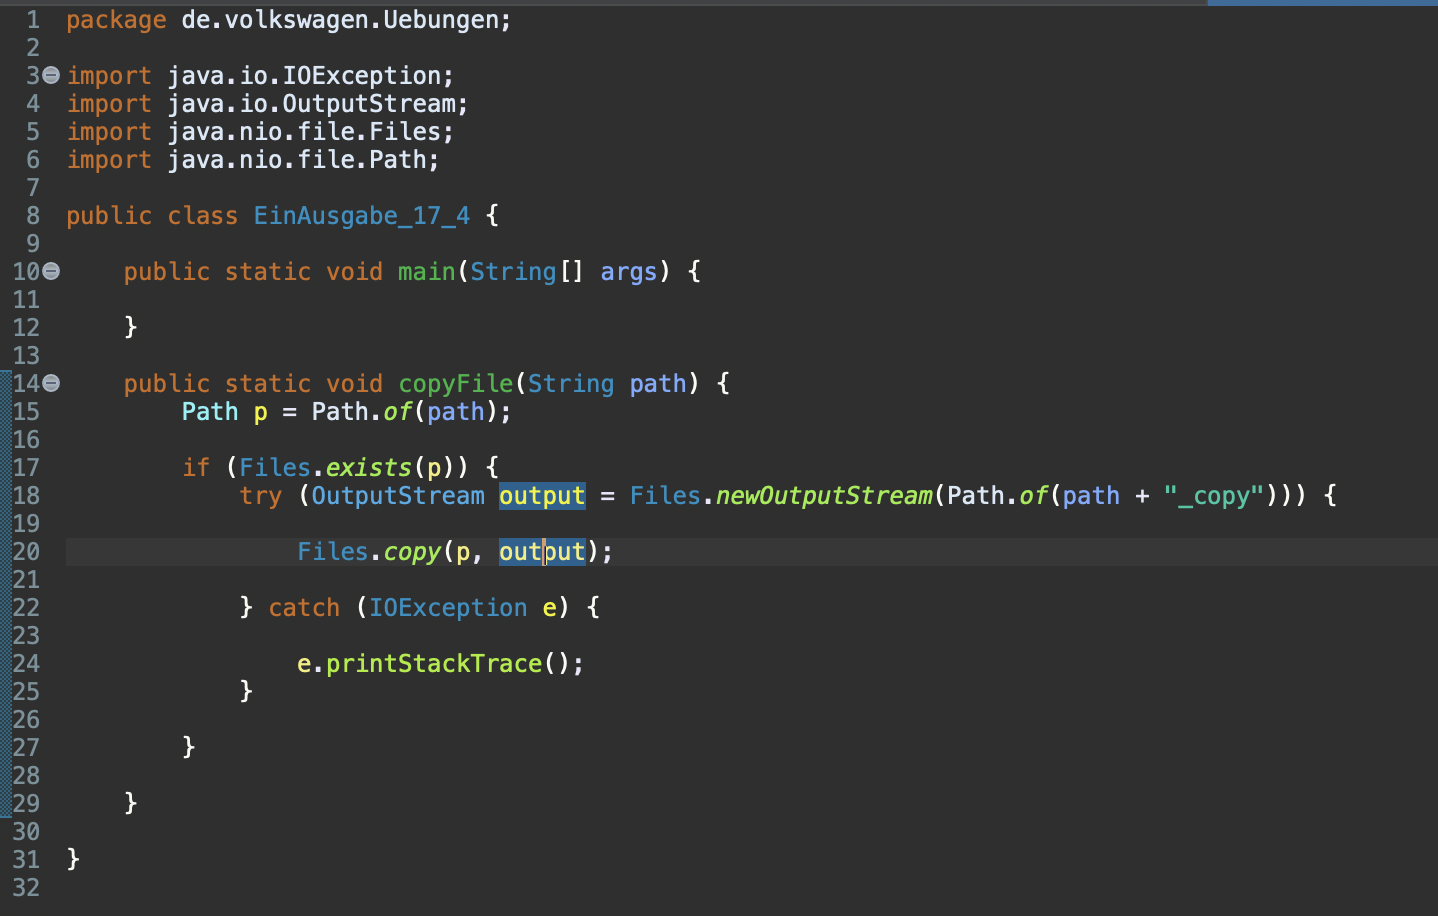 1 package de.volkswagen.Uebungen;
2
3 import java.io.IOException;
4 import java.io.OutputStream;
5 import java.nio.file.Files;
6 import java.nio.file.Path;
7
8 public class EinAusgabe_17_4 {
9
10     public static void main(String[] args) {
11
12     }
13
14     public static void copyFile(String path) {
15         Path p = Path.of(path);
16
17         if (Files.exists(p)) {
18             try (OutputStream output = Files.newOutputStream(Path.of(path + "_copy"))) {
19
20                 Files.copy(p, output);
21
22             } catch (IOException e) {
23
24                 e.printStackTrace();
25             }
26
27         }
28
29     }
30
31 }
32